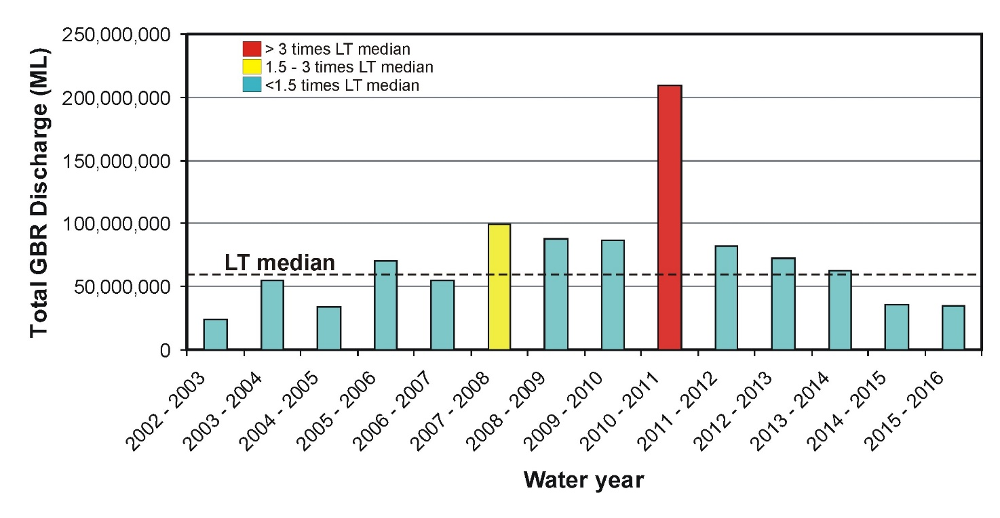 Total GBR Discharge (ML)
250,000,000
200,000,000
150,000,000
100,000,000
50,000,000
0
> 3 times LT median
1.5 - 3 times LT median
<1.5 times LT median
LT median
2002 - 2003
2003 - 2004
2004 - 2005
2005 - 2006
2006 - 2007
2007 - 2008
2008 - 2009
2009 - 2010
2010 - 2011
2011 - 2012
2012 - 2013
2013 - 2014
2014 - 2015
2015 - 2016
Water year